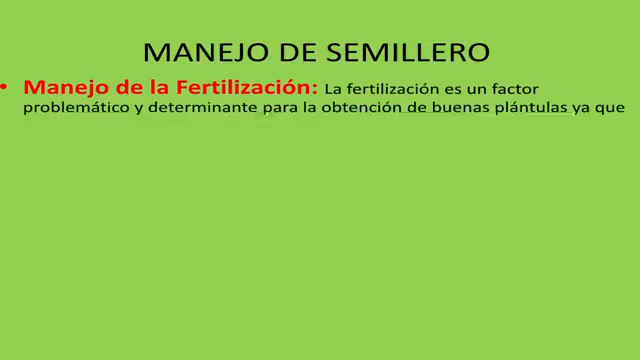 MANEJO DE SEMILLERO
• Manejo de la Fertilización: La fertilización es un factor
problemático y determinante para la obtención de buenas plántulas ya que